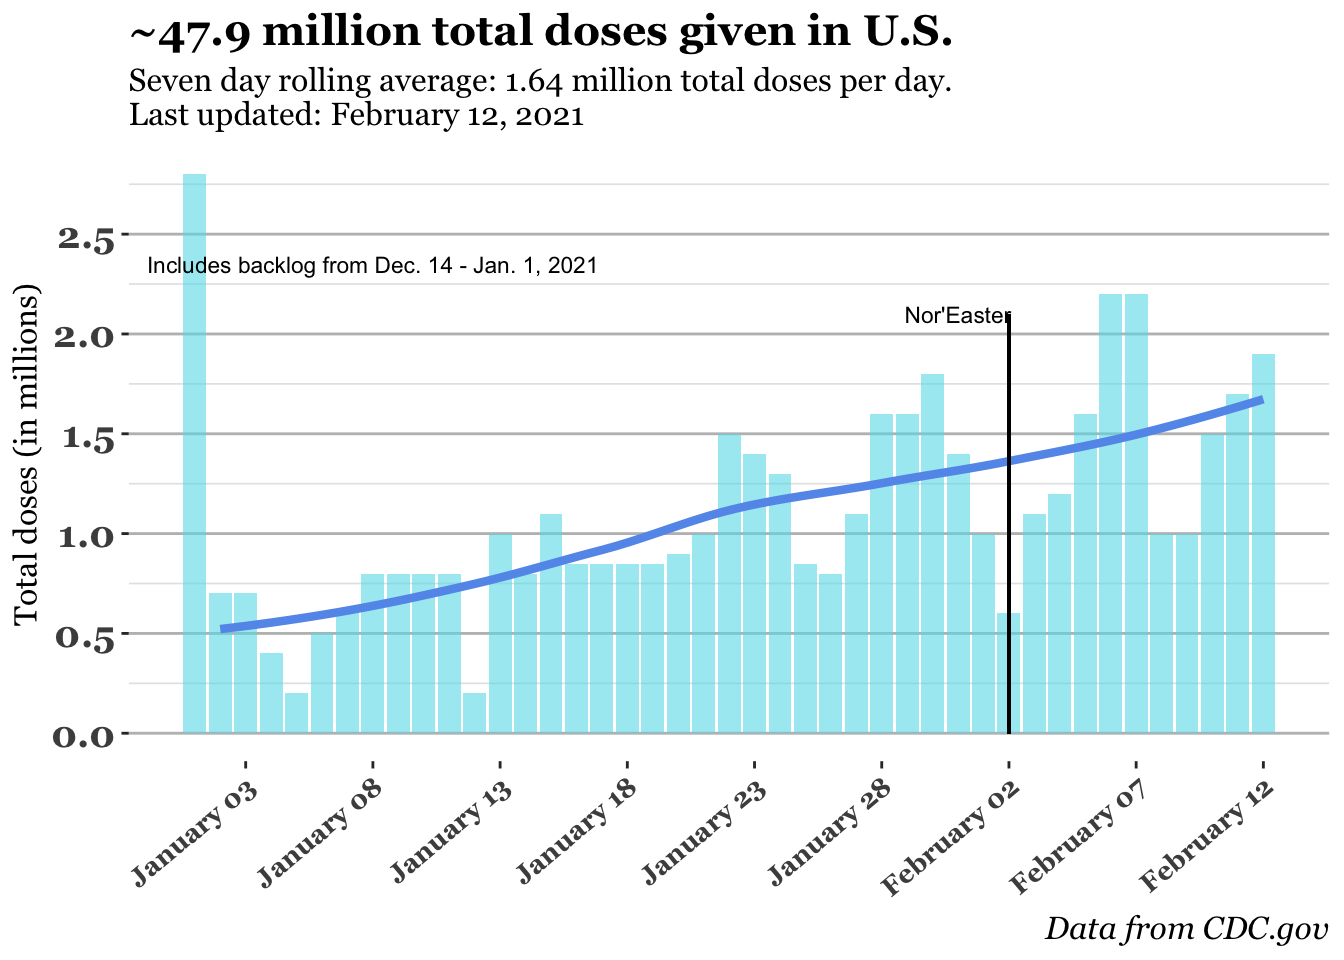 ~47.9 million total doses given in U.S.
Seven day rolling average: 1.64 million total doses per day.
Last updated: February 12, 2021
Total doses (in millions)
2.5
2.0
1.5
1.0
0.5
0.0
Includes backlog from Dec. 14 - Jan. 1, 2021
Nor'Easter
January 03
January 08
January 13
January 18
January 23
January 28
February 02
February 07
February 12
Data from CDC.gov